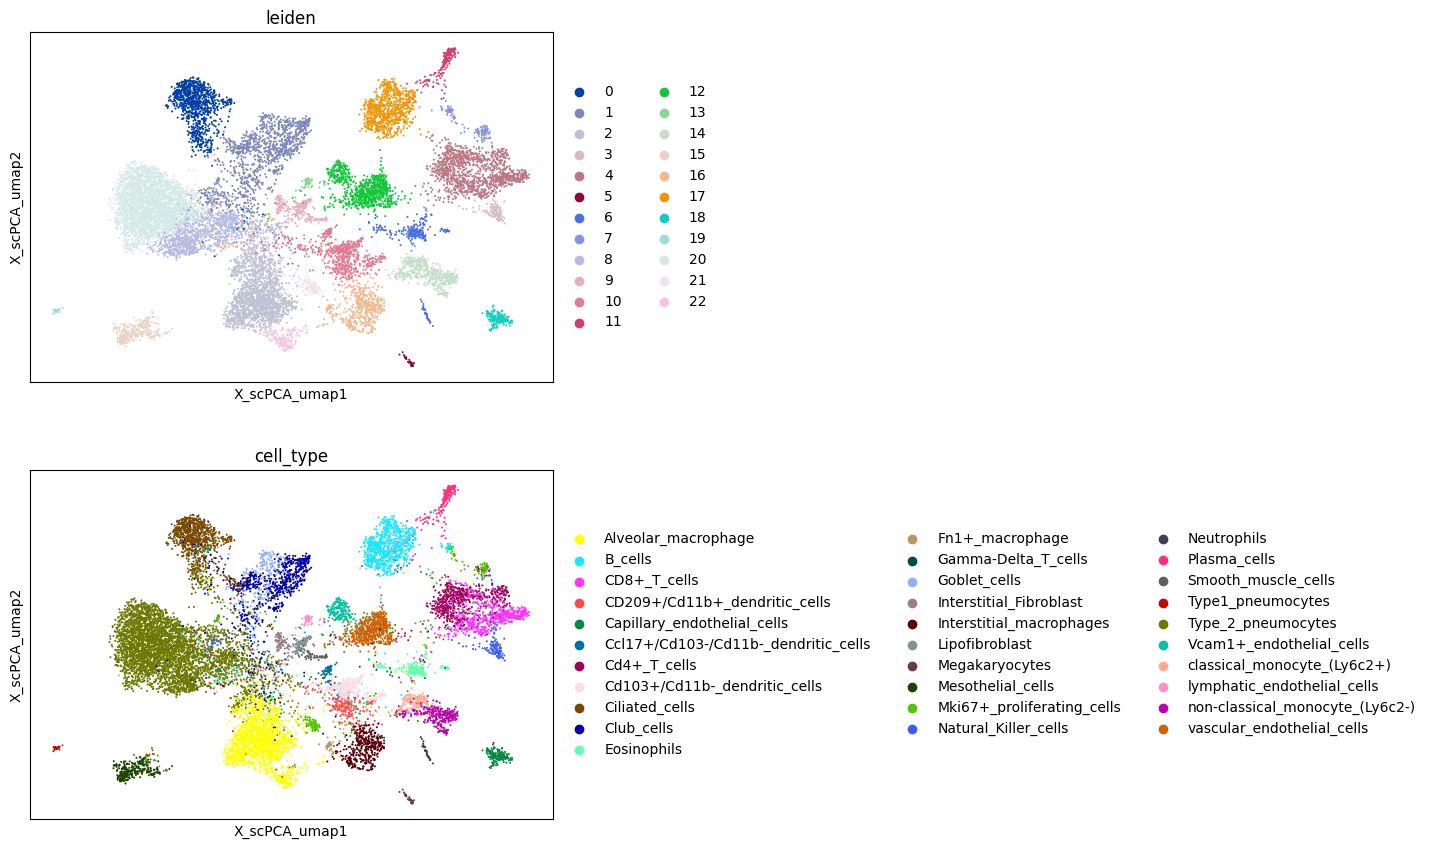 leiden
X_scPCA_umap2
X_scPCA_umap1
0
1
2
3
4
5
6
7
8
9
10
11
12
13
14
15
16
17
18
19
20
21
22
cell_type
X_scPCA_umap2
X_scPCA_umap1
Alveolar_macrophage
B_cells
CD8+_T_cells
CD209+/Cd11b+_dendritic_cells
Capillary_endothelial_cells
Ccl17+/Cd103-/Cd11b-_dendritic_cells
Cd4+_T_cells
Cd103+/Cd11b-_dendritic_cells
Ciliated_cells
Club_cells
Eosinophils
Fn1+_macrophage
Gamma-Delta_T_cells
Goblet_cells
Interstitial_Fibroblast
Interstitial_macrophages
Lipofibroblast
Megakaryocytes
Mesothelial_cells
Mki67+_proliferating_cells
Natural_Killer_cells
Neutrophils
Plasma_cells
Smooth_muscle_cells
Type1_pneumocytes
Type_2_pneumocytes
Vcam1+_endothelial_cells
classical_monocyte_(Ly6c2+)
lymphatic_endothelial_cells
non-classical_monocyte_(Ly6c2-)
vascular_endothelial_cells